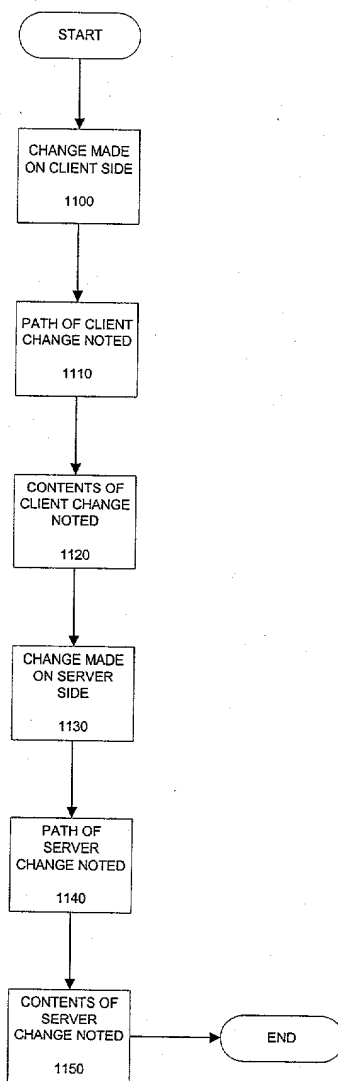 START
CHANGE MADE
ON CLIENT SIDE
1100
PATH OF CLIENT
CHANGE NOTED
1110
CONTENTS OF
CLIENT CHANGE
NOTED
1120
CHANGE MADE
ON SERVER
SIDE
1130
PATH OF
SERVER
CHANGE NOTED
1140
CONTENTS OF
SERVER
CHANGE NOTED
1150
END